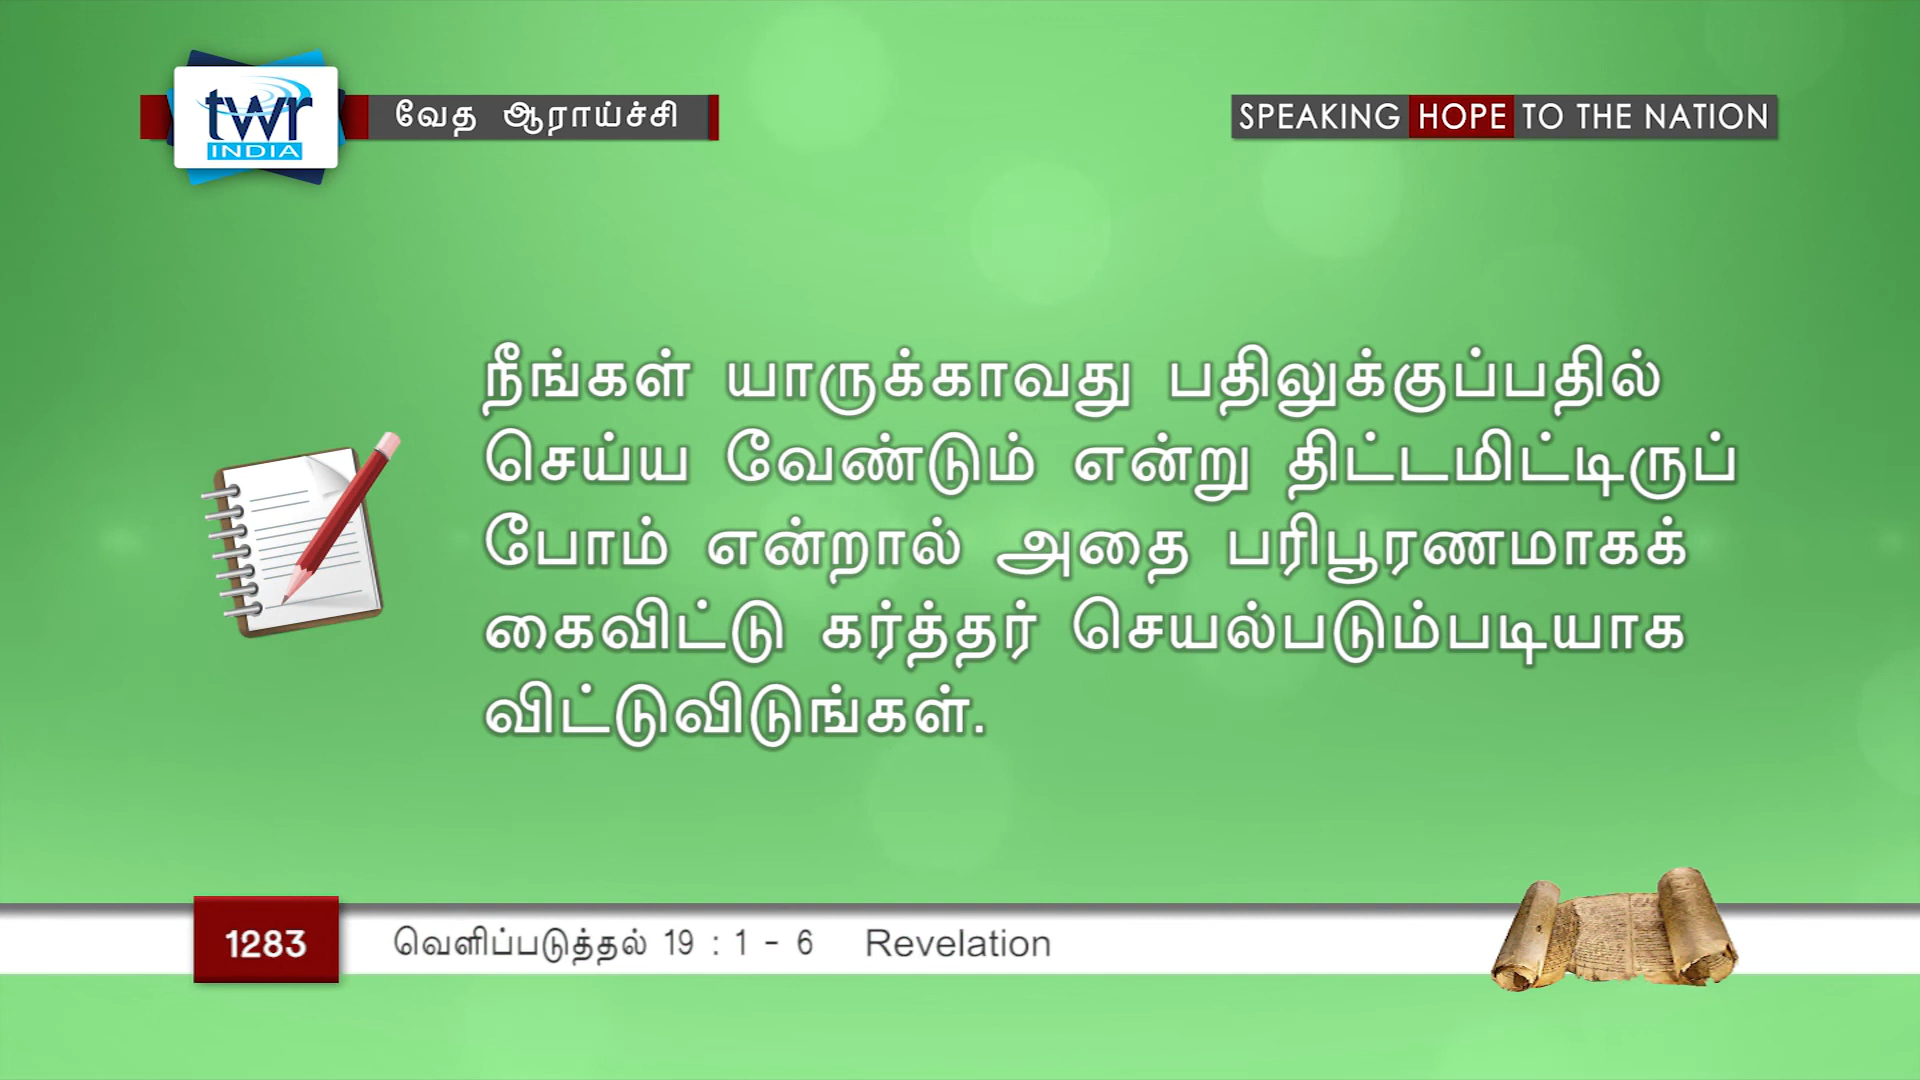 twr
INDIA
வேத ஆராய்ச்சி
SPEAKING HOPE TO THE NATION
நீங்கள் யாருக்காவது பதிலுக்குப்பதில்
செய்ய வேண்டும் என்று திட்டமிட்டிருப்
போம் என்றால் அதை பரிபூரணமாகக்
கைவிட்டு கர்த்தர் செயல்படும்படியாக
விட்டுவிடுங்கள்.
1283
வெளிப்படுத்தல் 19 : 1 - 6 Revelation